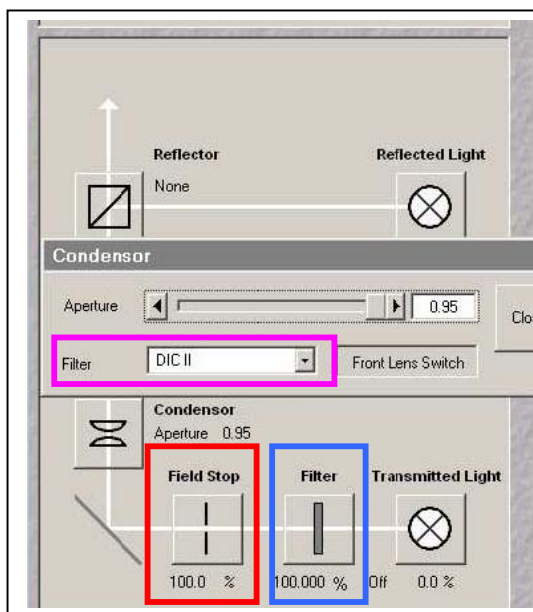 Reflector
Reflected Light
None
Condensor
Aperture
0.95
Filter
DIC II
Front Lens Switch
Condensor
Aperture 0.95
Field Stop
Filter
Transmitted Light
100.0 %
100.000 %
Off
0.0 %